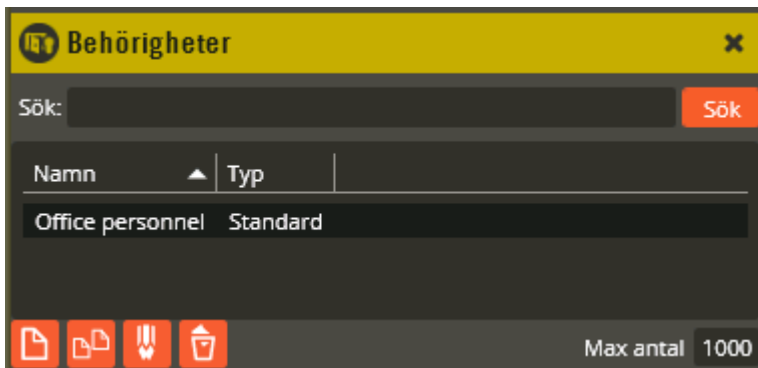 Behörigheter
Sök: Sök
Namn Typ
Office personnel Standard
Max antal 1000